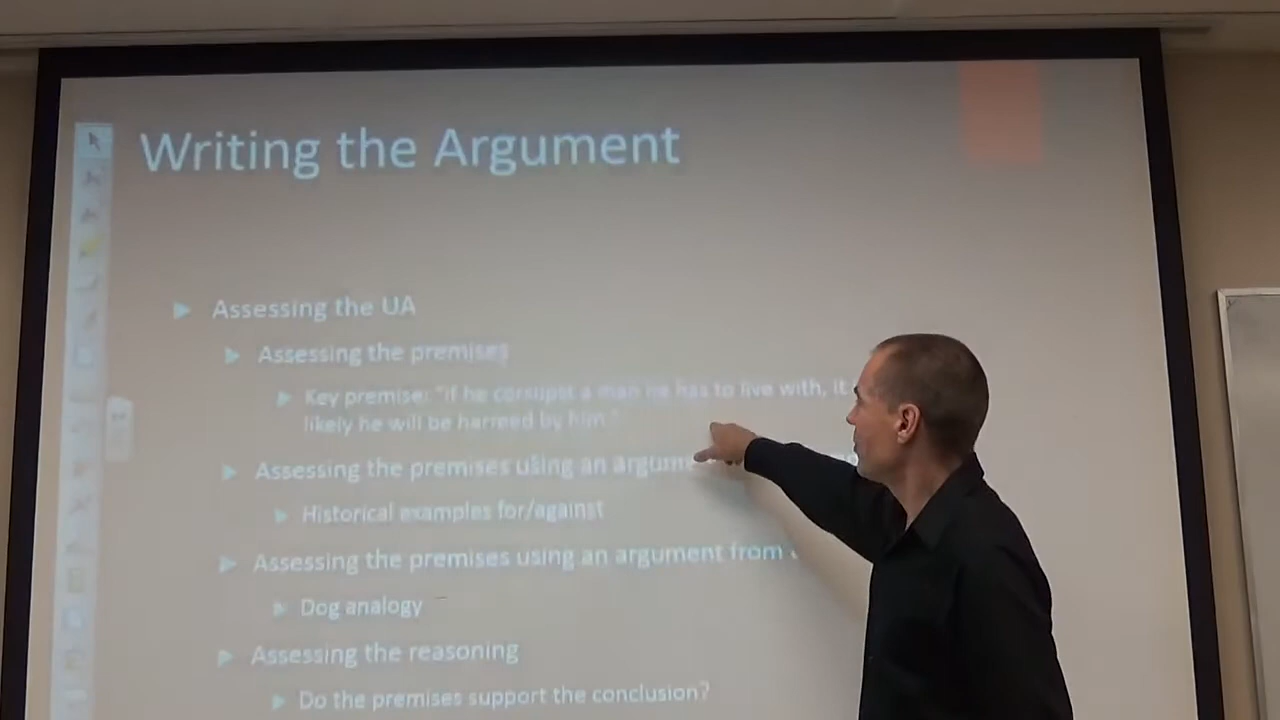 Writing the Argument
Assessing the UA
Assessing the premises
Key premise: "if he corrupts a man he has to live with, it
likely he will be harmed by him."
Assessing the premises using an
Historical examples for/against
Assessing the premises using an argument from
Dog analogy
Assessing the reasoning
Do the premises support the conclusion?